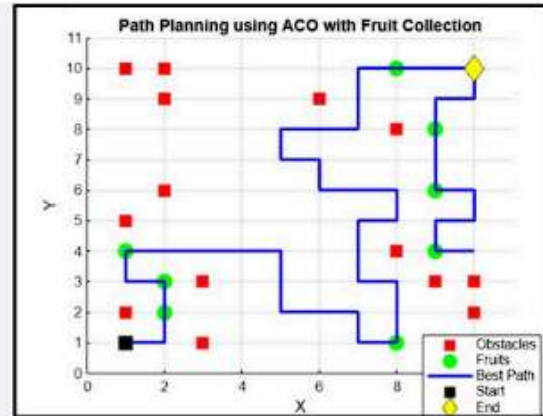 Path Planning using ACO with Fruit Collection
11
10
9
8
7
6
5
4
3
2
1
0
Y
0 2 4 6 8
X
Obstacles
Fruits
Best Path
Start
End